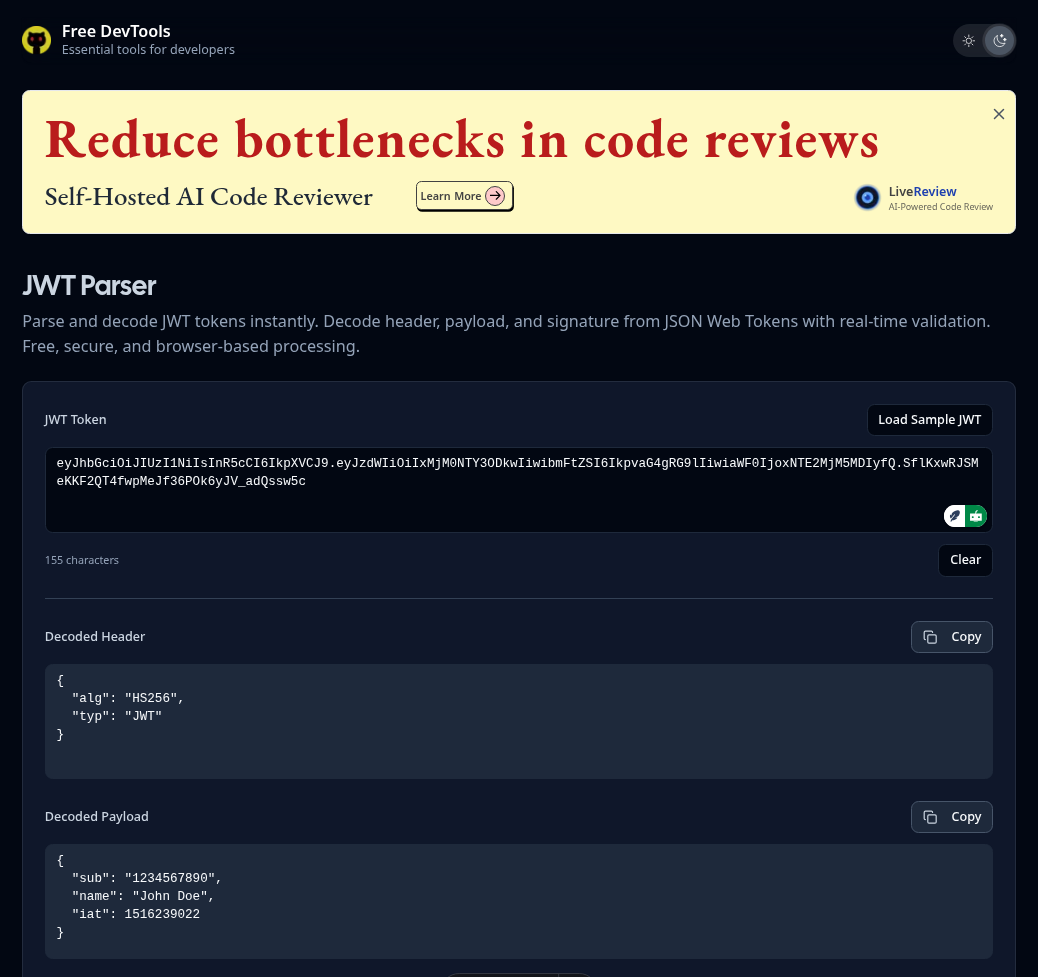 Free DevTools
Essential tools for developers
Reduce bottlenecks in code reviews
Self-Hosted AI Code Reviewer
Learn More
LiveReview
AI-Powered Code Review
JWT Parser
Parse and decode JWT tokens instantly. Decode header, payload, and signature from JSON Web Tokens with real-time validation.
Free, secure, and browser-based processing.
JWT Token
Load Sample JWT
eyJhbGciOiJIUzI1NiIsInR5cCI6IkpXVCJ9.eyJzdWIiOiIxMjM0NTY3ODkwIiwibmFtZSI6IkpvaG4gRG9lIiwiaWF0IjoxNTE2MjM5MDIyfQ.SflKxwRJSM
eKKF2QT4fwpMeJf36POk6yJV_adQssw5c
155 characters
Clear
Decoded Header
Copy
{
  "alg": "HS256",
  "typ": "JWT"
}
Decoded Payload
Copy
{
  "sub": "1234567890",
  "name": "John Doe",
  "iat": 1516239022
}